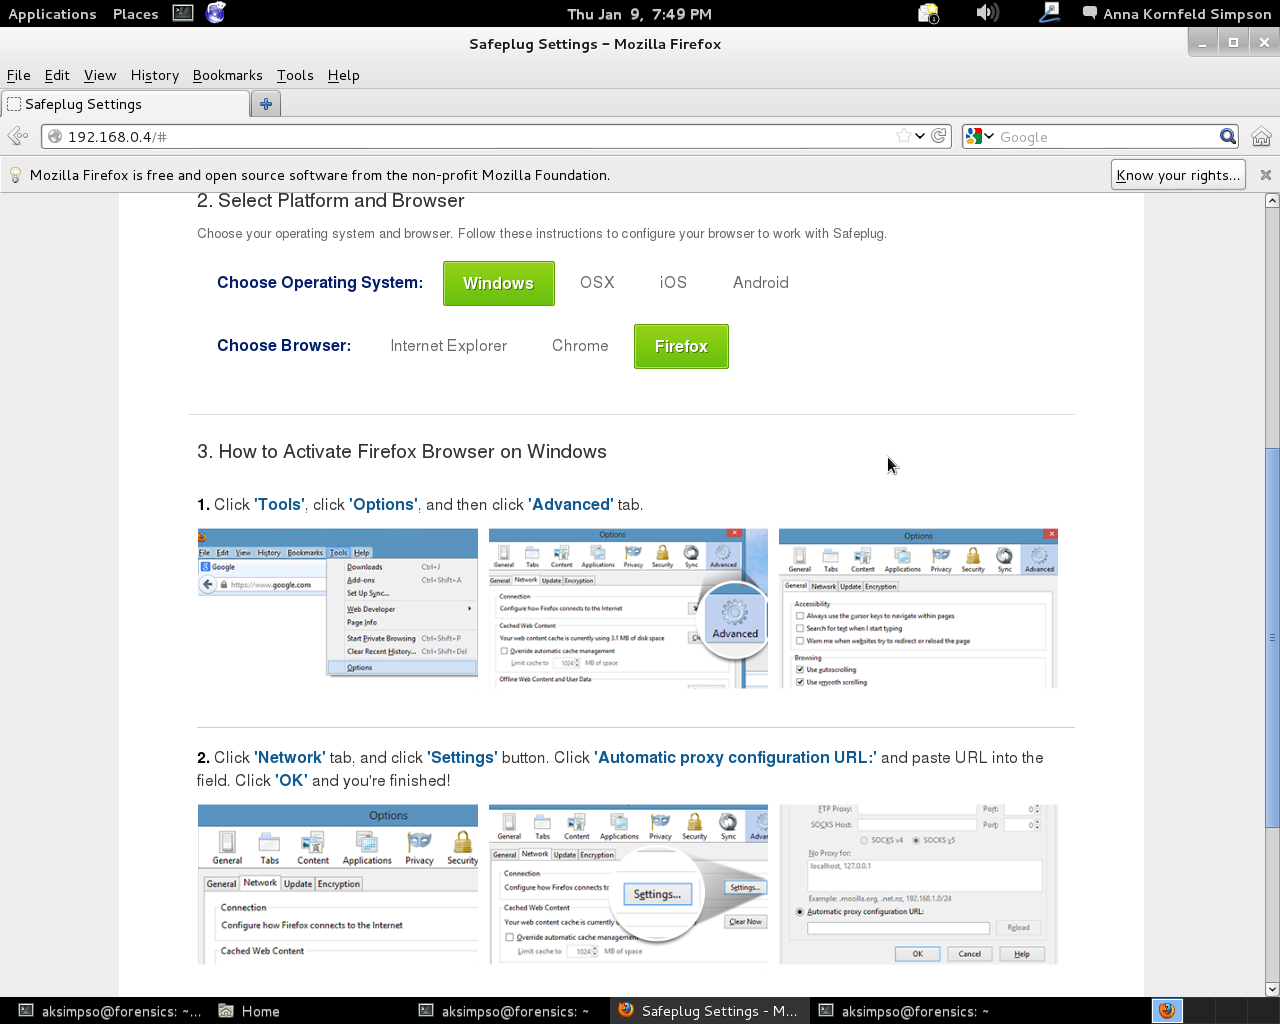 Applications Places Thu Jan 9, 7:49 PM 1 Anna Kornfeld Simpson
Safeplug Settings – Mozilla Firefox
File Edit View History Bookmarks Tools Help
Safeplug Settings
192.168.0.4/# Google
Mozilla Firefox is free and open source software from the non-profit Mozilla Foundation. Know your rights...
2. Select Platform and Browser
Choose your operating system and browser. Follow these instructions to configure your browser to work with Safeplug.
Choose Operating System: Windows OSX iOS Android
Choose Browser: Internet Explorer Chrome Firefox
3. How to Activate Firefox Browser on Windows
1. Click 'Tools', click 'Options', and then click 'Advanced' tab.
File Edit View History Bookmarks Tools Help
Google
https://www.google.com
Downloads Ctrl+J
Add-ons Ctrl+Shift+A
Set Up Sync...
Web Developer
Page Info
Start Private Browsing Ctrl+Shift+P
Clear Recent History... Ctrl+Shift+Del
Options
Options
General Tabs Content Applications Privacy Security Sync Advanced
General Network Update Encryption
Connection
Configure how Firefox connects to the Internet
Cached Web Content
Your web content cache is currently using 3.1 MB of disk space
Override automatic cache management
Limit cache to 1024 MB of space
Offline Web Content and User Data
Advanced
Options
General Tabs Content Applications Privacy Security Sync Advanced
General Network Update Encryption
Accessibility
Always use the cursor keys to navigate within pages
Search for text when I start typing
Warn me when websites try to redirect or reload the page
Browsing
Use autoscrolling
Use smooth scrolling
2. Click 'Network' tab, and click 'Settings' button. Click 'Automatic proxy configuration URL:' and paste URL into the
field. Click 'OK' and you're finished!
Options
General Tabs Content Applications Privacy Security
General Network Update Encryption
Connection
Configure how Firefox connects to the Internet
Cached Web Content
General Tabs Content Applications Privacy Security Sync
General Network Update Encryption
Connection
Configure how Firefox connects to
Settings... Settings...
Cached Web Content
Your web content cache is currently Clear Now
Override automatic cache management
Limit cache to 1024 MB of space
FTP Proxy: Port: 0
SOCKS Host: Port: 0
SOCKS v4 SOCKS v5
No Proxy for:
localhost, 127.0.0.1
Example: .mozilla.org, .net.nz, 192.168.1.0/24
Automatic proxy configuration URL:
Reload
OK Cancel Help
aksimpso@forensics: ~... Home aksimpso@forensics: ~ Safeplug Settings - M... aksimpso@forensics: ~